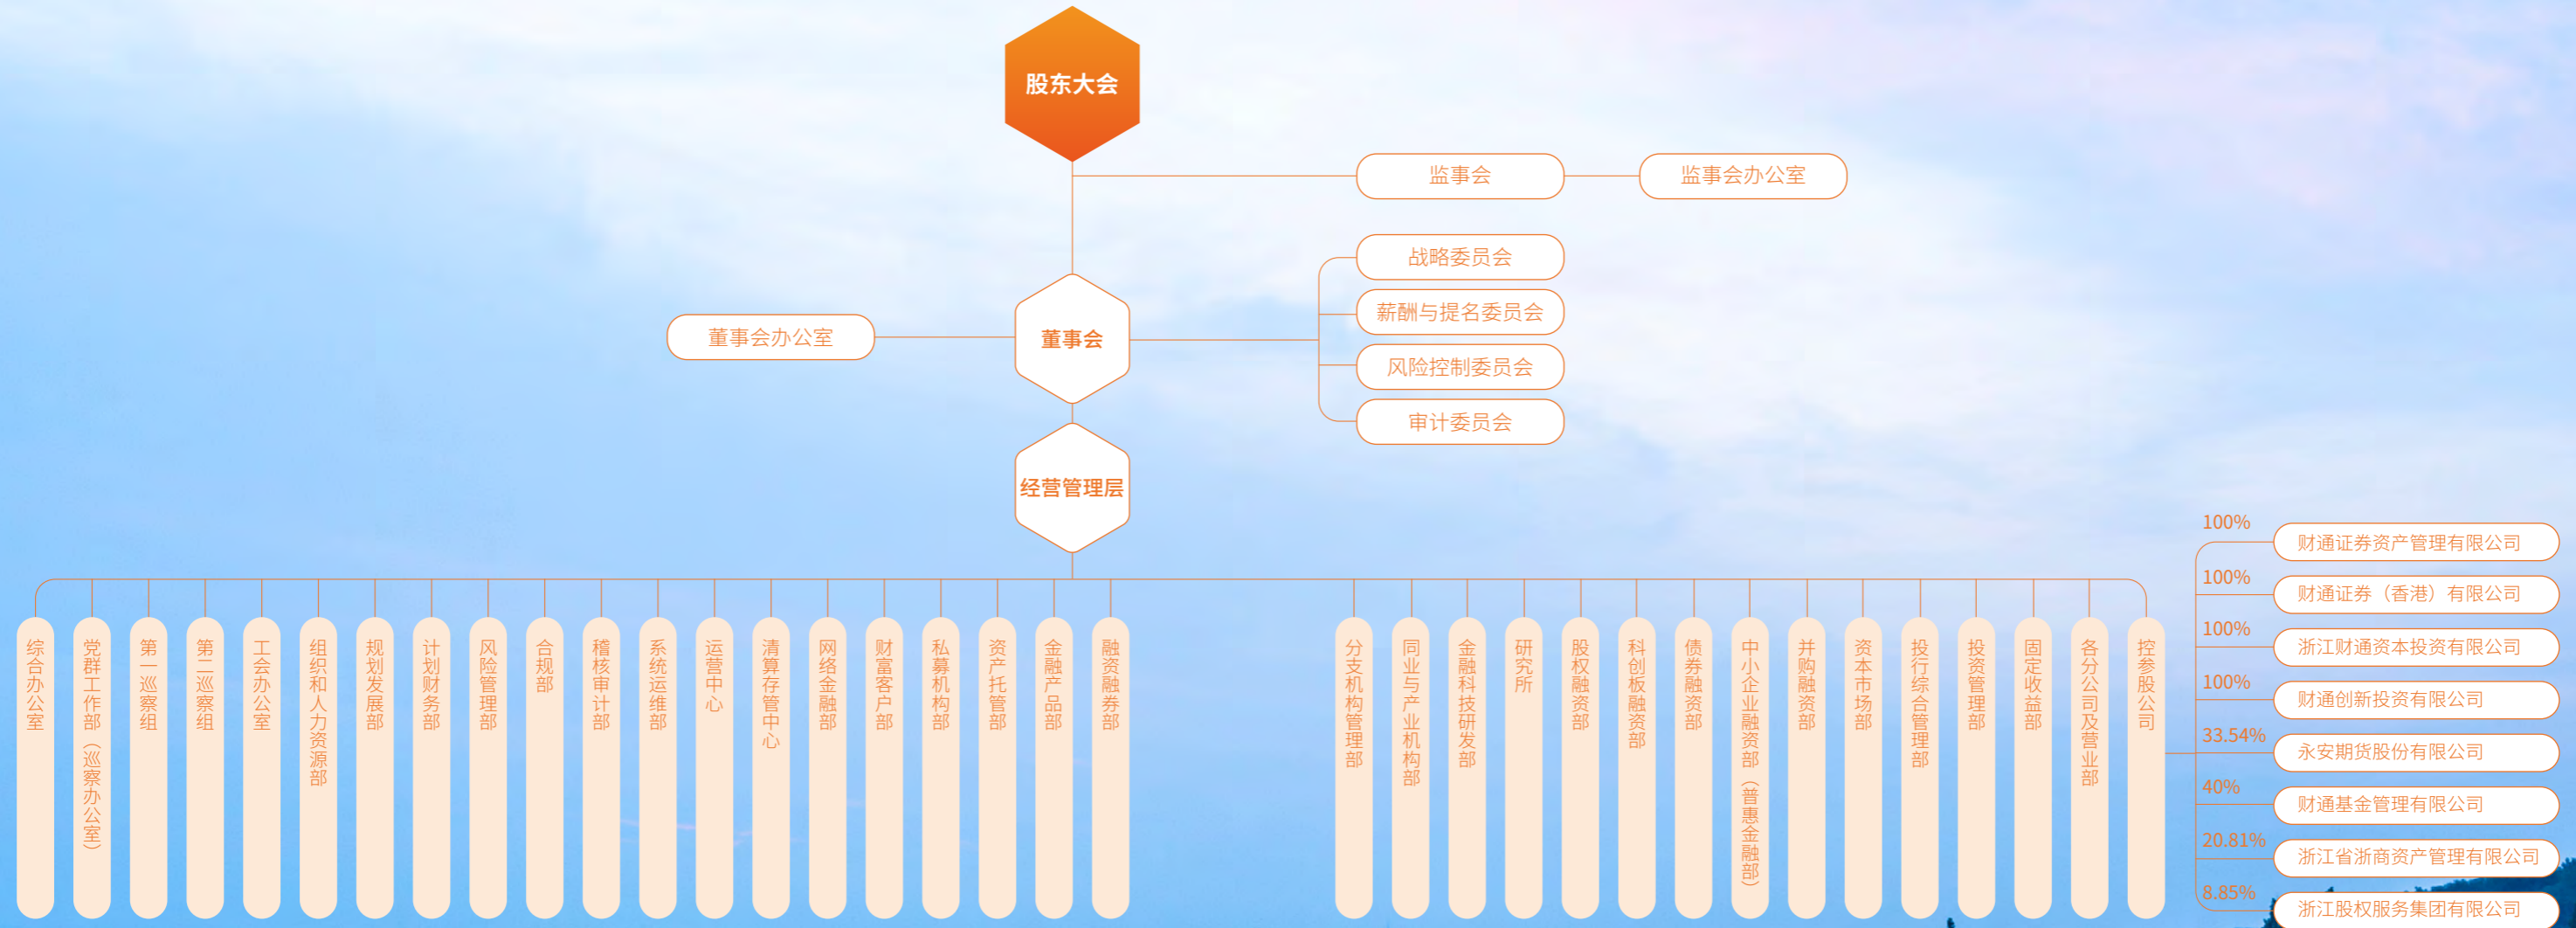 股东大会
监事会
监事会办公室
战略委员会
薪酬与提名委员会
董事会办公室
董事会
风险控制委员会
审计委员会
经营管理层
综合办公室
党群工作部（巡察办公室）
第一巡察组
第二巡察组
工会办公室
组织和人力资源部
规划发展部
计划财务部
风险管理部
合规部
稽核审计部
系统运维部
运营中心
清算存管中心
网络金融部
财富客户部
私募机构部
资产托管部
金融产品部
融资融券部
分支机构管理部
同业与产业机构部
金融科技研发部
研究所
股权融资部
科创板融资部
债券融资部
中小企业融资部（普惠金融部）
并购融资部
资本市场部
投行综合管理部
投资管理部
固定收益部
各分公司及营业部
控参股公司
100%
财通证券资产管理有限公司
100%
财通证券（香港）有限公司
100%
浙江财通资本投资有限公司
100%
财通创新投资有限公司
33.54%
永安期货股份有限公司
40%
财通基金管理有限公司
20.81%
浙江省浙商资产管理有限公司
8.85%
浙江股权服务集团有限公司